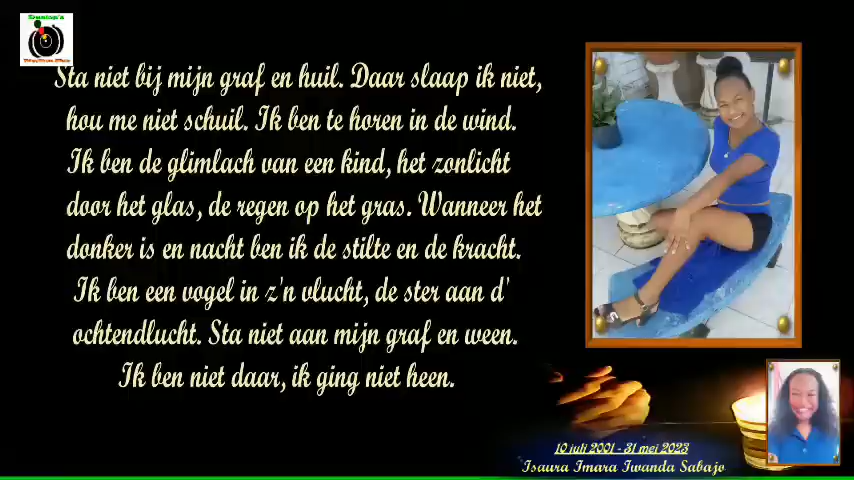 Dunlop's
Sta niet bij mijn graf en huil. Daar slaap ik niet,
hou me niet schuil. Ik ben te horen in de wind.
Ik ben de glimlach van een kind, het zonlicht
door het glas, de regen op het gras. Wanneer het
donker is en nacht ben ik de stilte en de kracht.
Ik ben een vogel in z'n vlucht, de ster aan d'
ochtendlucht. Sta niet aan mijn graf en ween.
Ik ben niet daar, ik ging niet heen.
10 juli 2001 - 31 mei 2023
Isaura Imara Iwanda Sabajo